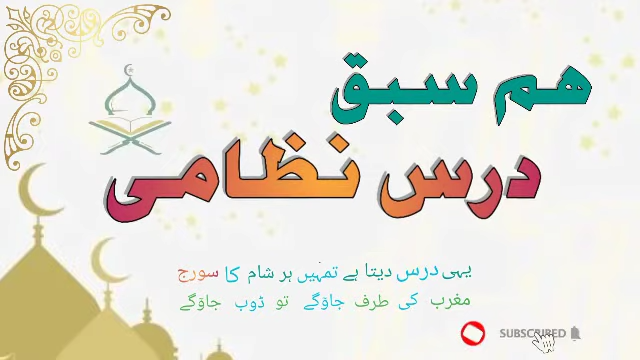 هم سبق
درس نظامی
یہی درس دیتا ہے تمہیں ہر شام کا سورج
مغرب کی طرف جاؤگے تو ڈوب جاؤگے
SUBSCRIBED